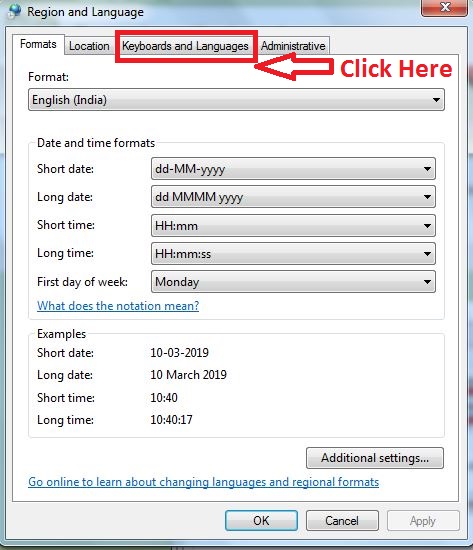 Region and Language
Formats Location Keyboards and Languages Administrative
Click Here
Format:
English (India)
Date and time formats
Short date: dd-MM-yyyy
Long date: dd MMMM yyyy
Short time: HH:mm
Long time: HH:mm:ss
First day of week: Monday
What does the notation mean?
Examples
Short date: 10-03-2019
Long date: 10 March 2019
Short time: 10:40
Long time: 10:40:17
Additional settings...
Go online to learn about changing languages and regional formats
OK Cancel Apply